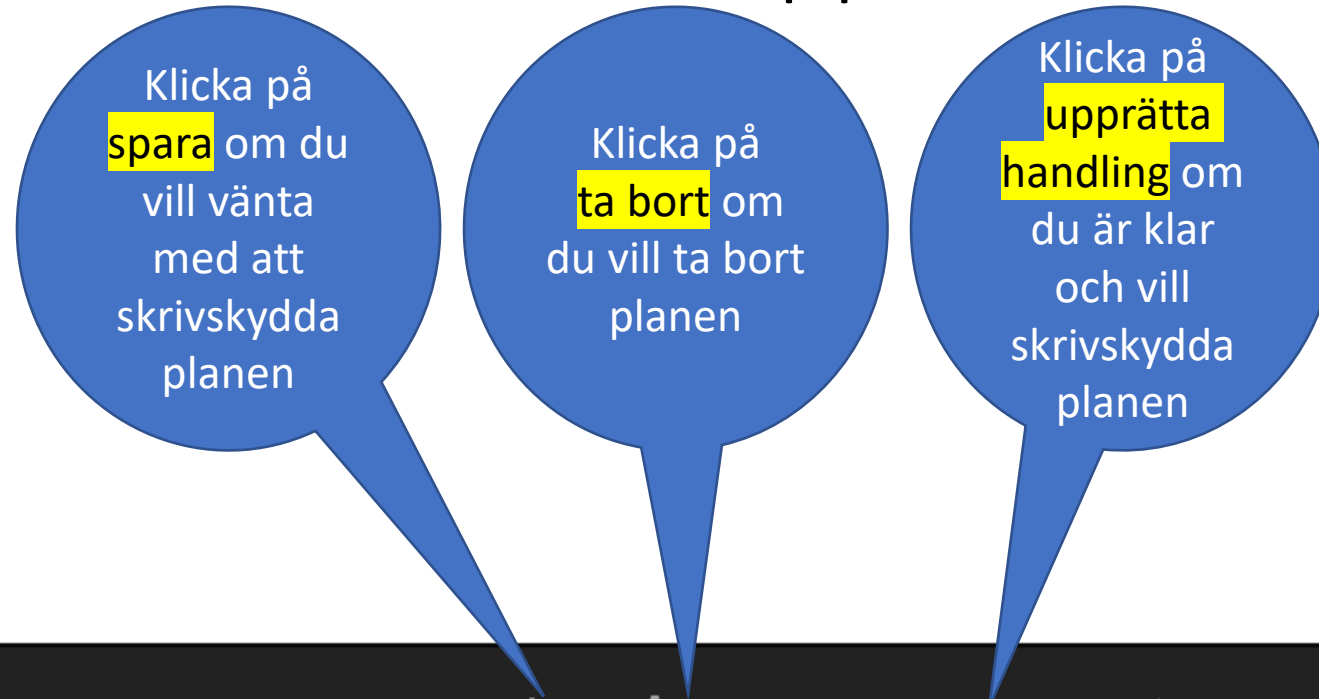 Klicka på
spara om du
vill vänta
med att
skrivskydda
planen
Klicka på
ta bort om
du vill ta bort
planen
Klicka på
upprätta
handling om
du är klar
och vill
skrivskydda
planen